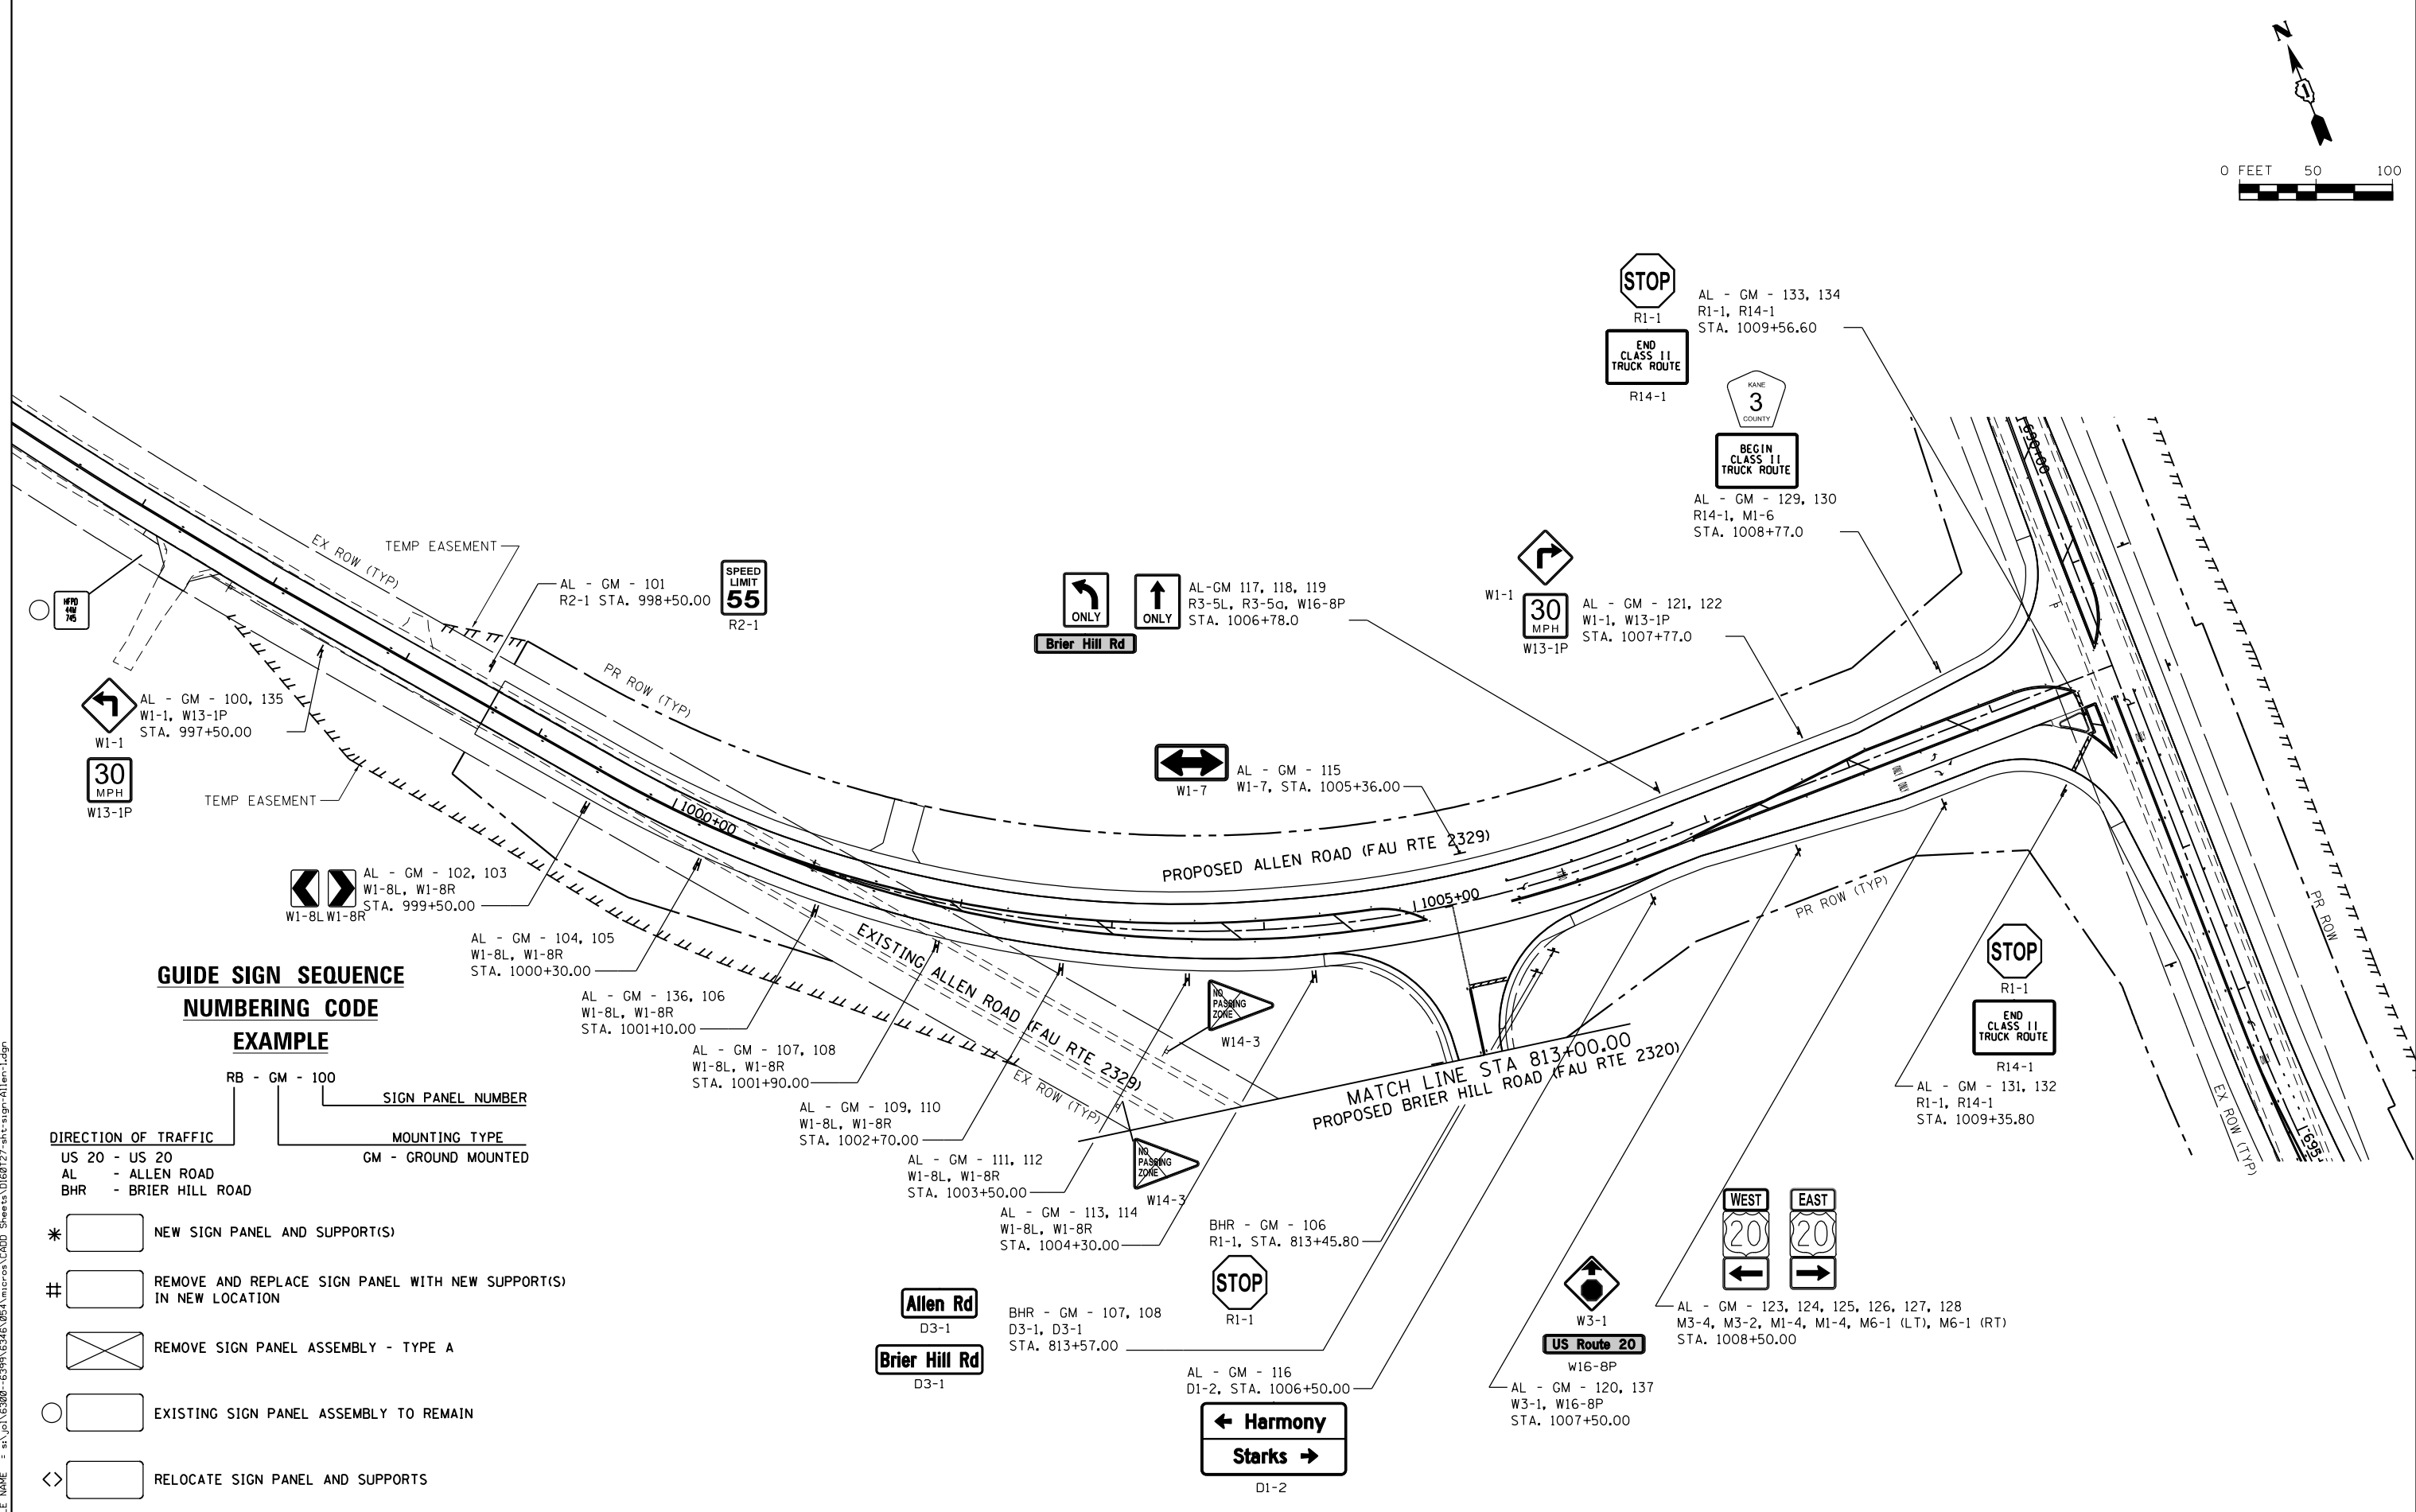 N
1
0 FEET 50 100
STOP
R1-1
END
CLASS II
TRUCK ROUTE
R14-1
AL - GM - 133, 134
R1-1, R14-1
STA. 1009+56.60
KANE
3
COUNTY
BEGIN
CLASS II
TRUCK ROUTE
AL - GM - 129, 130
R14-1, M1-6
STA. 1008+77.0
690+00
EX ROW (TYP)
TEMP EASEMENT
AL - GM - 101
R2-1 STA. 998+50.00
SPEED
LIMIT
55
R2-1
ONLY
ONLY
Brier Hill Rd
AL-GM 117, 118, 119
R3-5L, R3-5a, W16-8P
STA. 1006+78.0
W1-1
30
MPH
W13-1P
AL - GM - 121, 122
W1-1, W13-1P
STA. 1007+77.0
HFPD
44W
745
PR ROW (TYP)
W1-1
30
MPH
W13-1P
AL - GM - 100, 135
W1-1, W13-1P
STA. 997+50.00
TEMP EASEMENT
W1-7
AL - GM - 115
W1-7, STA. 1005+36.00
1000+00
PROPOSED ALLEN ROAD (FAU RTE 2329)
1005+00
ONLY ONLY
PR ROW (TYP)
PR ROW
W1-8L W1-8R
AL - GM - 102, 103
W1-8L, W1-8R
STA. 999+50.00
AL - GM - 104, 105
W1-8L, W1-8R
STA. 1000+30.00
AL - GM - 136, 106
W1-8L, W1-8R
STA. 1001+10.00
AL - GM - 107, 108
W1-8L, W1-8R
STA. 1001+90.00
AL - GM - 109, 110
W1-8L, W1-8R
STA. 1002+70.00
AL - GM - 111, 112
W1-8L, W1-8R
STA. 1003+50.00
AL - GM - 113, 114
W1-8L, W1-8R
STA. 1004+30.00
EXISTING ALLEN ROAD (FAU RTE 2329)
EX ROW (TYP)
NO
PASSING
ZONE
W14-3
NO
PASSING
ZONE
W14-3
MATCH LINE STA 813+00.00
PROPOSED BRIER HILL ROAD (FAU RTE 2320)
STOP
R1-1
END
CLASS II
TRUCK ROUTE
R14-1
AL - GM - 131, 132
R1-1, R14-1
STA. 1009+35.80
EX ROW (TYP)
695
GUIDE SIGN SEQUENCE
NUMBERING CODE
EXAMPLE
RB - GM - 100
SIGN PANEL NUMBER
DIRECTION OF TRAFFIC
MOUNTING TYPE
US 20 - US 20
GM - GROUND MOUNTED
AL - ALLEN ROAD
BHR - BRIER HILL ROAD
* NEW SIGN PANEL AND SUPPORT(S)
# REMOVE AND REPLACE SIGN PANEL WITH NEW SUPPORT(S)
IN NEW LOCATION
REMOVE SIGN PANEL ASSEMBLY - TYPE A
EXISTING SIGN PANEL ASSEMBLY TO REMAIN
<> RELOCATE SIGN PANEL AND SUPPORTS
BHR - GM - 106
R1-1, STA. 813+45.80
STOP
R1-1
Allen Rd
D3-1
Brier Hill Rd
D3-1
BHR - GM - 107, 108
D3-1, D3-1
STA. 813+57.00
AL - GM - 116
D1-2, STA. 1006+50.00
← Harmony
Starks →
D1-2
W3-1
US Route 20
W16-8P
AL - GM - 120, 137
W3-1, W16-8P
STA. 1007+50.00
WEST EAST
20 20
AL - GM - 123, 124, 125, 126, 127, 128
M3-4, M3-2, M1-4, M1-4, M6-1 (LT), M6-1 (RT)
STA. 1008+50.00